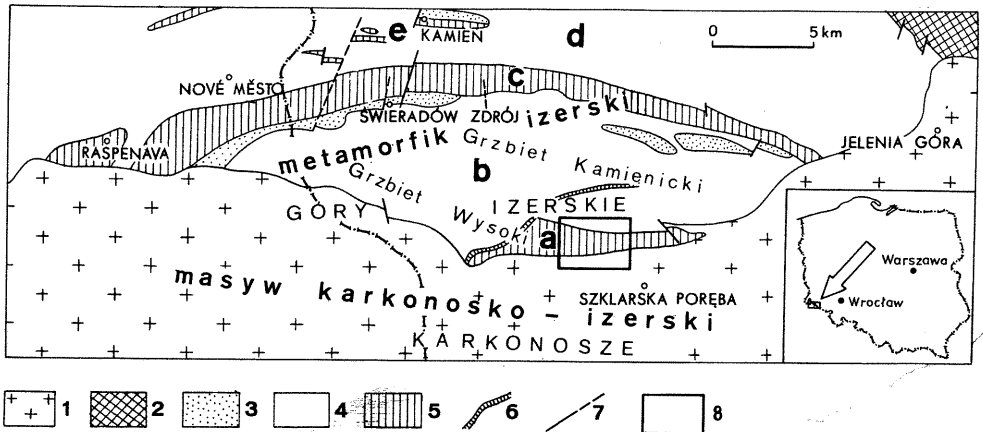 e
KAMIEŃ
d
0 5 km
NOVÉ MĚSTO
c
ŚWIERADÓW ZDRÓJ
izerski
RAŠPENAVA
metamorfik
Grzbiet
JELENIA GÓRA
b
Grzbiet
Kamienicki
GÓRY
IZERSKIE
Wysoki
a
Warszawa
Wrocław
masyw karkonosko – izerski
SZKLARSKA PORĘBA
KARKONOSZE
1 2 3 4 5 6 7 8